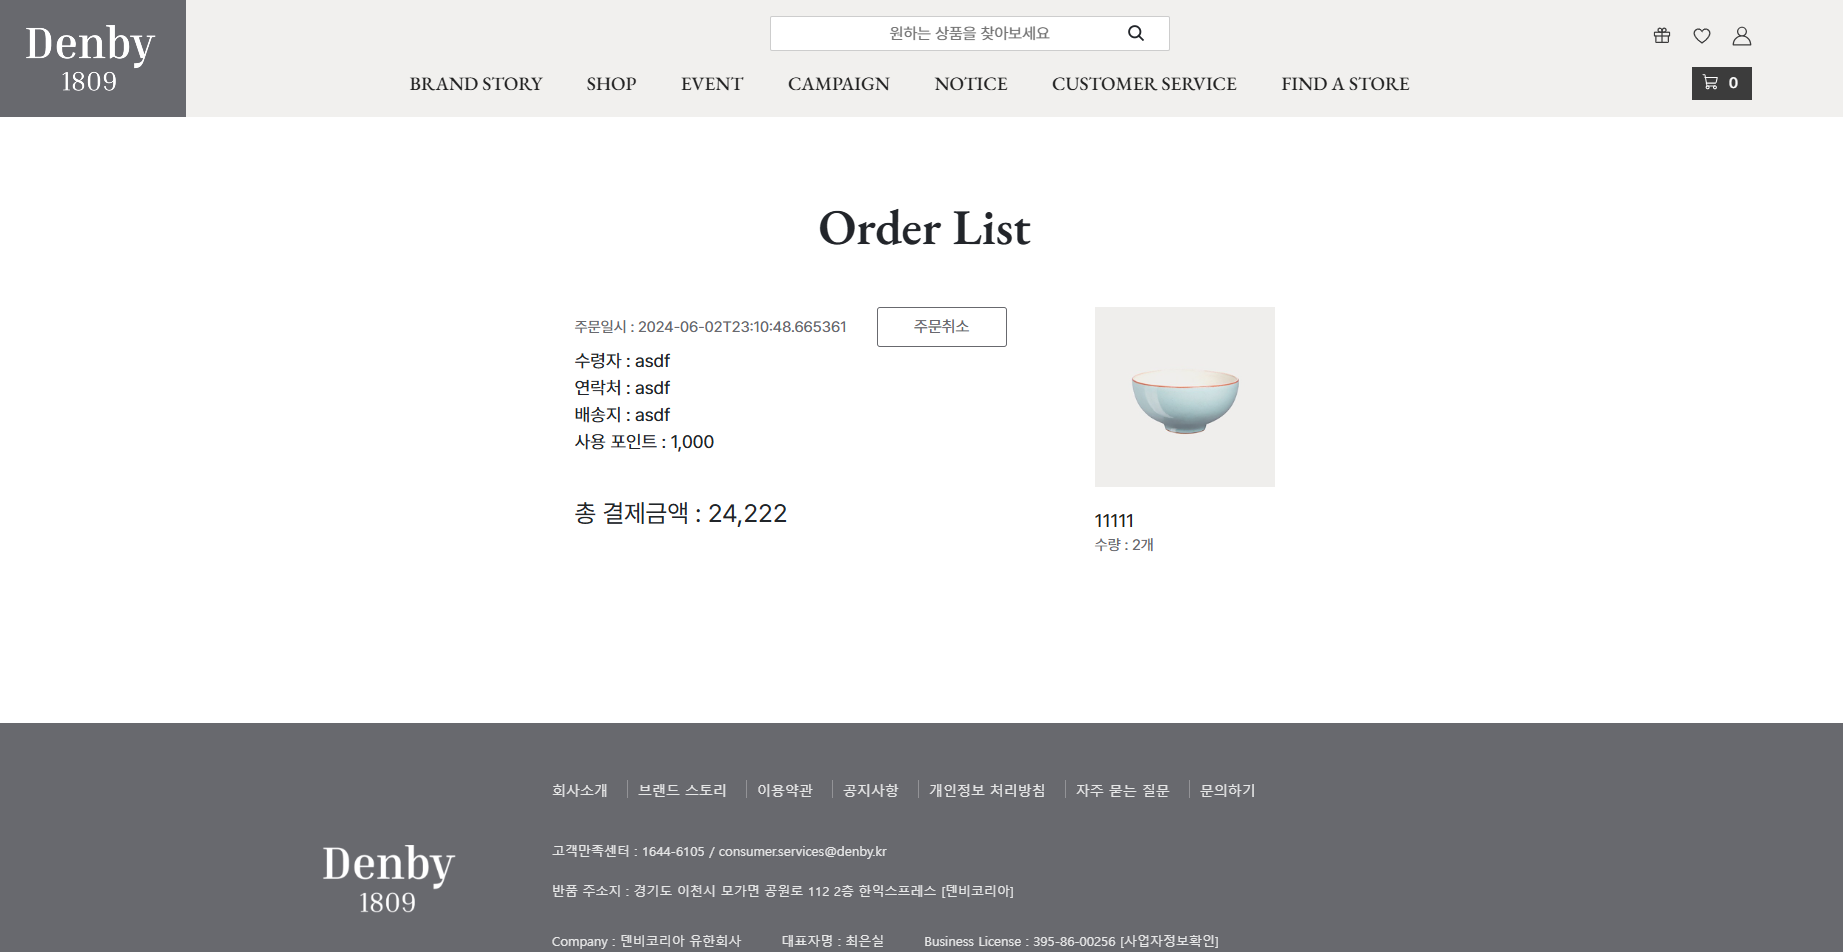 Denby
1809
원하는 상품을 찾아보세요
BRAND STORY SHOP EVENT CAMPAIGN NOTICE CUSTOMER SERVICE FIND A STORE
0
Order List
주문일시 : 2024-06-02T23:10:48.665361
주문취소
수령자 : asdf
연락처 : asdf
배송지 : asdf
사용 포인트 : 1,000
총 결제금액 : 24,222
11111
수량 : 2개
회사소개 브랜드 스토리 이용약관 공지사항 개인정보 처리방침 자주 묻는 질문 문의하기
Denby
1809
고객만족센터 : 1644-6105 / consumer.services@denby.kr
반품 주소지 : 경기도 이천시 모가면 공원로 112 2층 한익스프레스 [덴비코리아]
Company : 덴비코리아 유한회사 대표자명 : 최은실 Business License : 395-86-00256 [사업자정보확인]